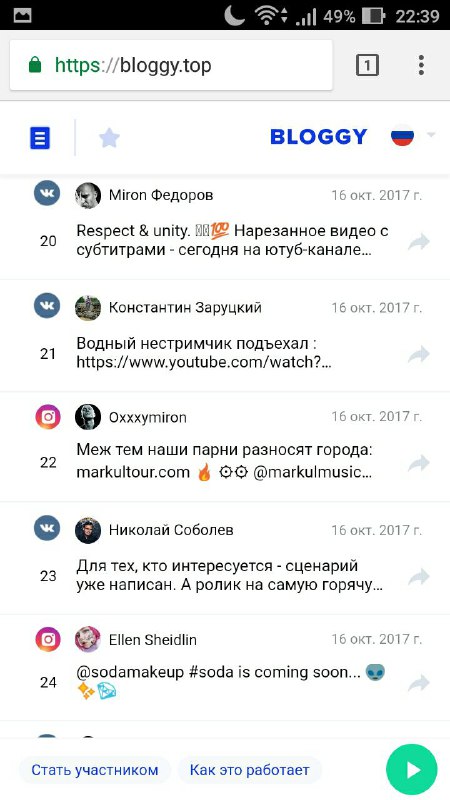 49% 22:39
https://bloggy.top 1
BLOGGY
Miron Федоров 16 окт. 2017 г.
20 Respect & unity. 💯 Нарезанное видео с
субтитрами - сегодня на ютуб-канале...
Константин Заруцкий 16 окт. 2017 г.
21 Водный нестримчик подъехал :
https://www.youtube.com/watch?...
Oxxxymiron 16 окт. 2017 г.
22 Меж тем наши парни разносят города:
markultour.com 🔥 @markulmusic...
Николай Соболев 16 окт. 2017 г.
23 Для тех, кто интересуется - сценарий
уже написан. А ролик на самую горячу...
Ellen Sheidlin 16 окт. 2017 г.
24 @sodamakeup #soda is coming soon... 👽
✨💎
Стать участником Как это работает